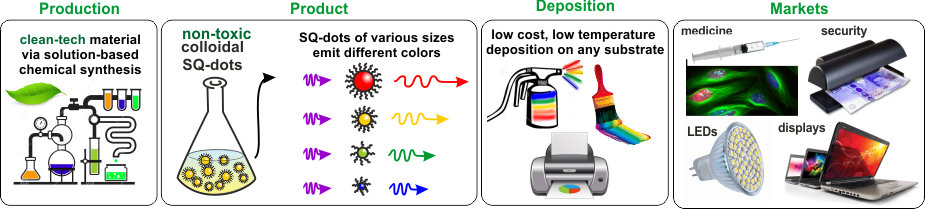 Production
clean-tech material
via solution-based
chemical synthesis
Product
non-toxic
colloidal
SQ-dots
SQ-dots of various sizes
emit different colors
Deposition
low cost, low temperature
deposition on any substrate
Markets
medicine
security
LEDs
displays